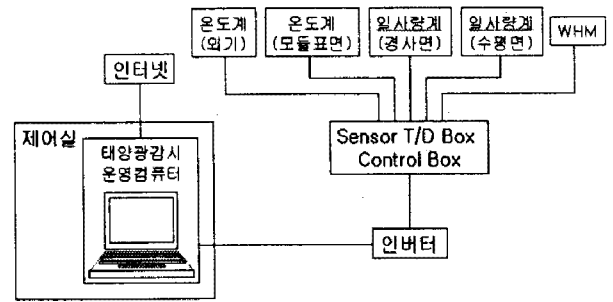 온도계
(외기)
온도계
(모듈표면)
일사량계
(경사면)
일사량계
(수평면)
WHM
인터넷
제어실
태양광감시
운영컴퓨터
Sensor T/D Box
Control Box
인버터